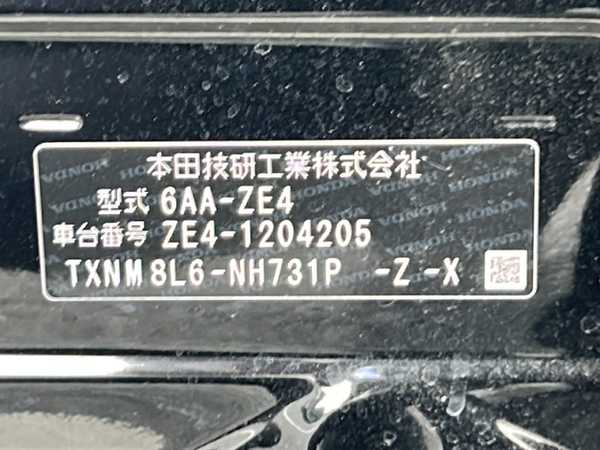 本田技研工業株式会社
型式 6AA-ZE4
車台番号 ZE4-1204205
TXNM8L6-NH731P -Z -X